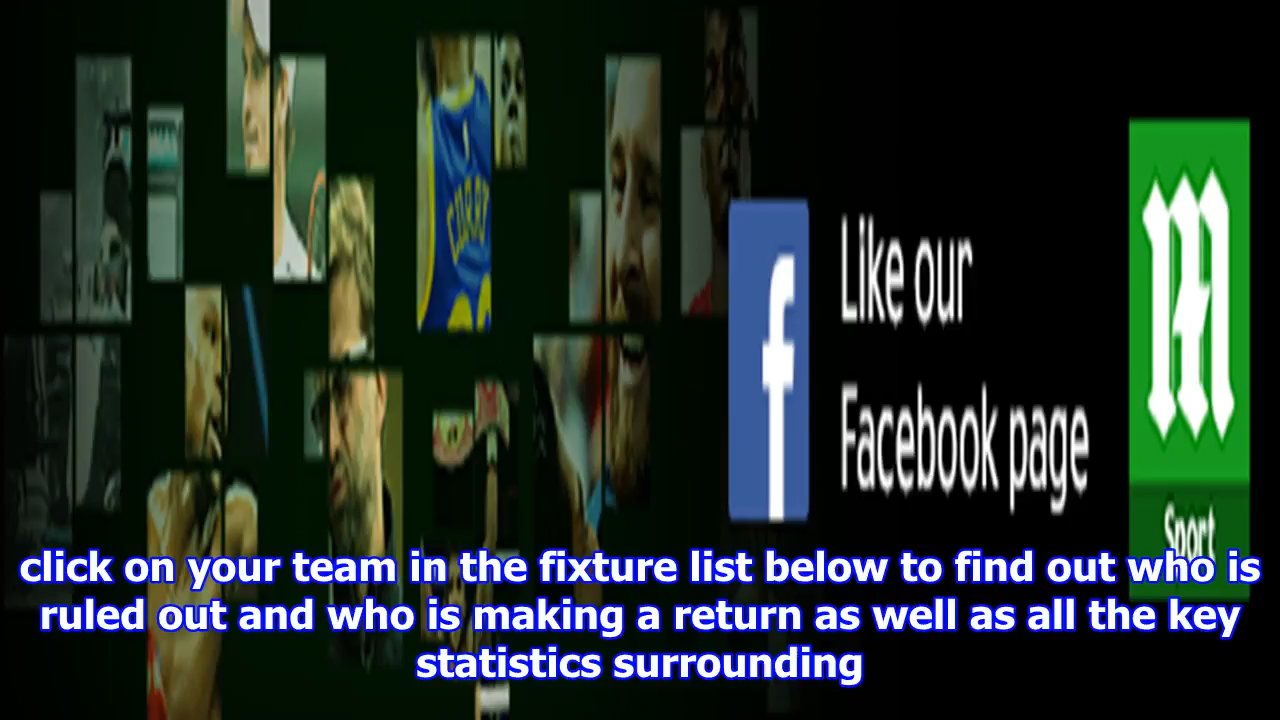 CURRY
Like our
Facebook page
Sport
click on your team in the fixture list below to find out who is
ruled out and who is making a return as well as all the key
statistics surrounding